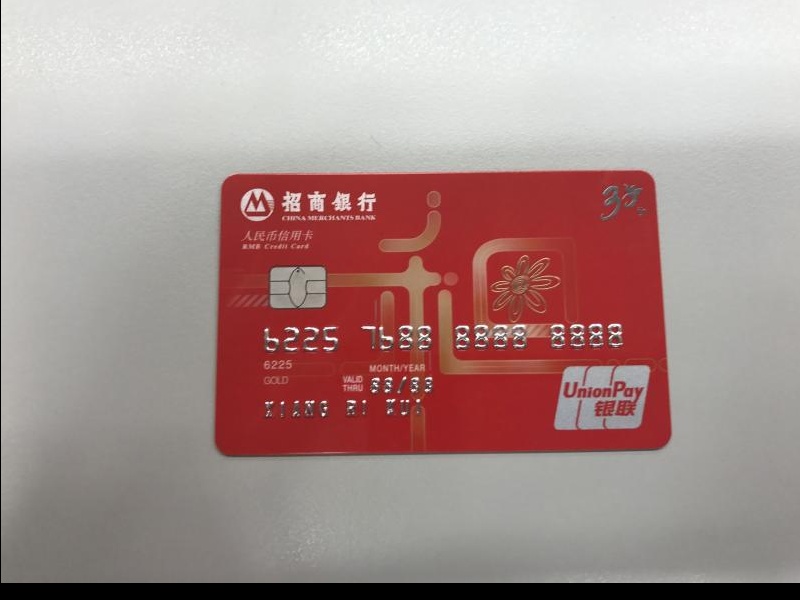 招商银行
CHINA MERCHANTS BANK
人民币信用卡
RMB Credit Card
6225 7688 8888 8888
6225
MONTH/YEAR
GOLD
VALID THRU 88/88
XIANG RI KUI
UnionPay
银联